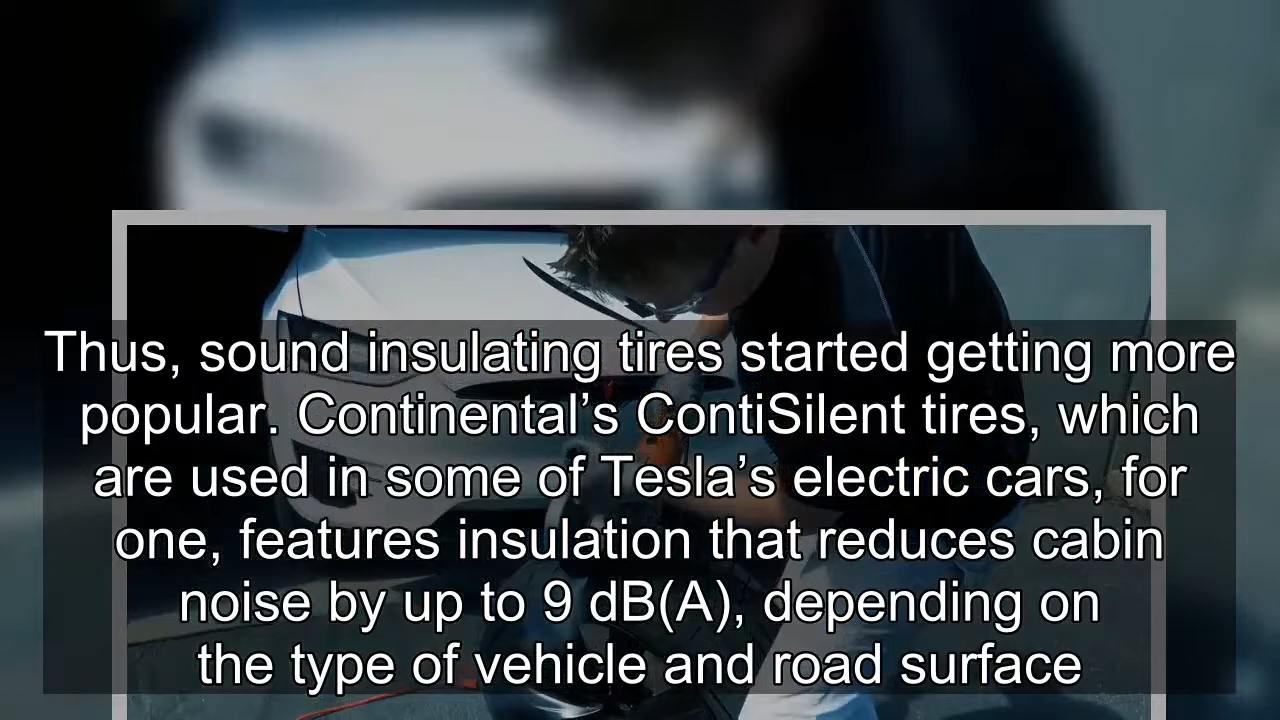 Thus, sound insulating tires started getting more
popular. Continental’s ContiSilent tires, which
are used in some of Tesla’s electric cars, for
one, features insulation that reduces cabin
noise by up to 9 dB(A), depending on
the type of vehicle and road surface